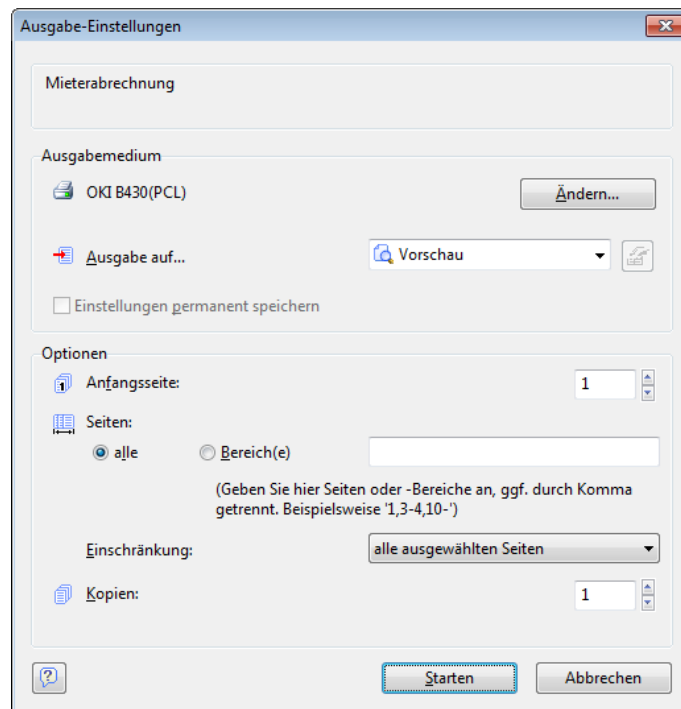 Ausgabe-Einstellungen
Mieterabrechnung
Ausgabemedium
OKI B430(PCL)
Ändern...
Ausgabe auf...
Vorschau
Einstellungen permanent speichern
Optionen
Anfangsseite:
1
Seiten:
alle
Bereich(e)
(Geben Sie hier Seiten oder -Bereiche an, ggf. durch Komma
getrennt. Beispielsweise '1,3-4,10-')
Einschränkung:
alle ausgewählten Seiten
Kopien:
1
Starten
Abbrechen